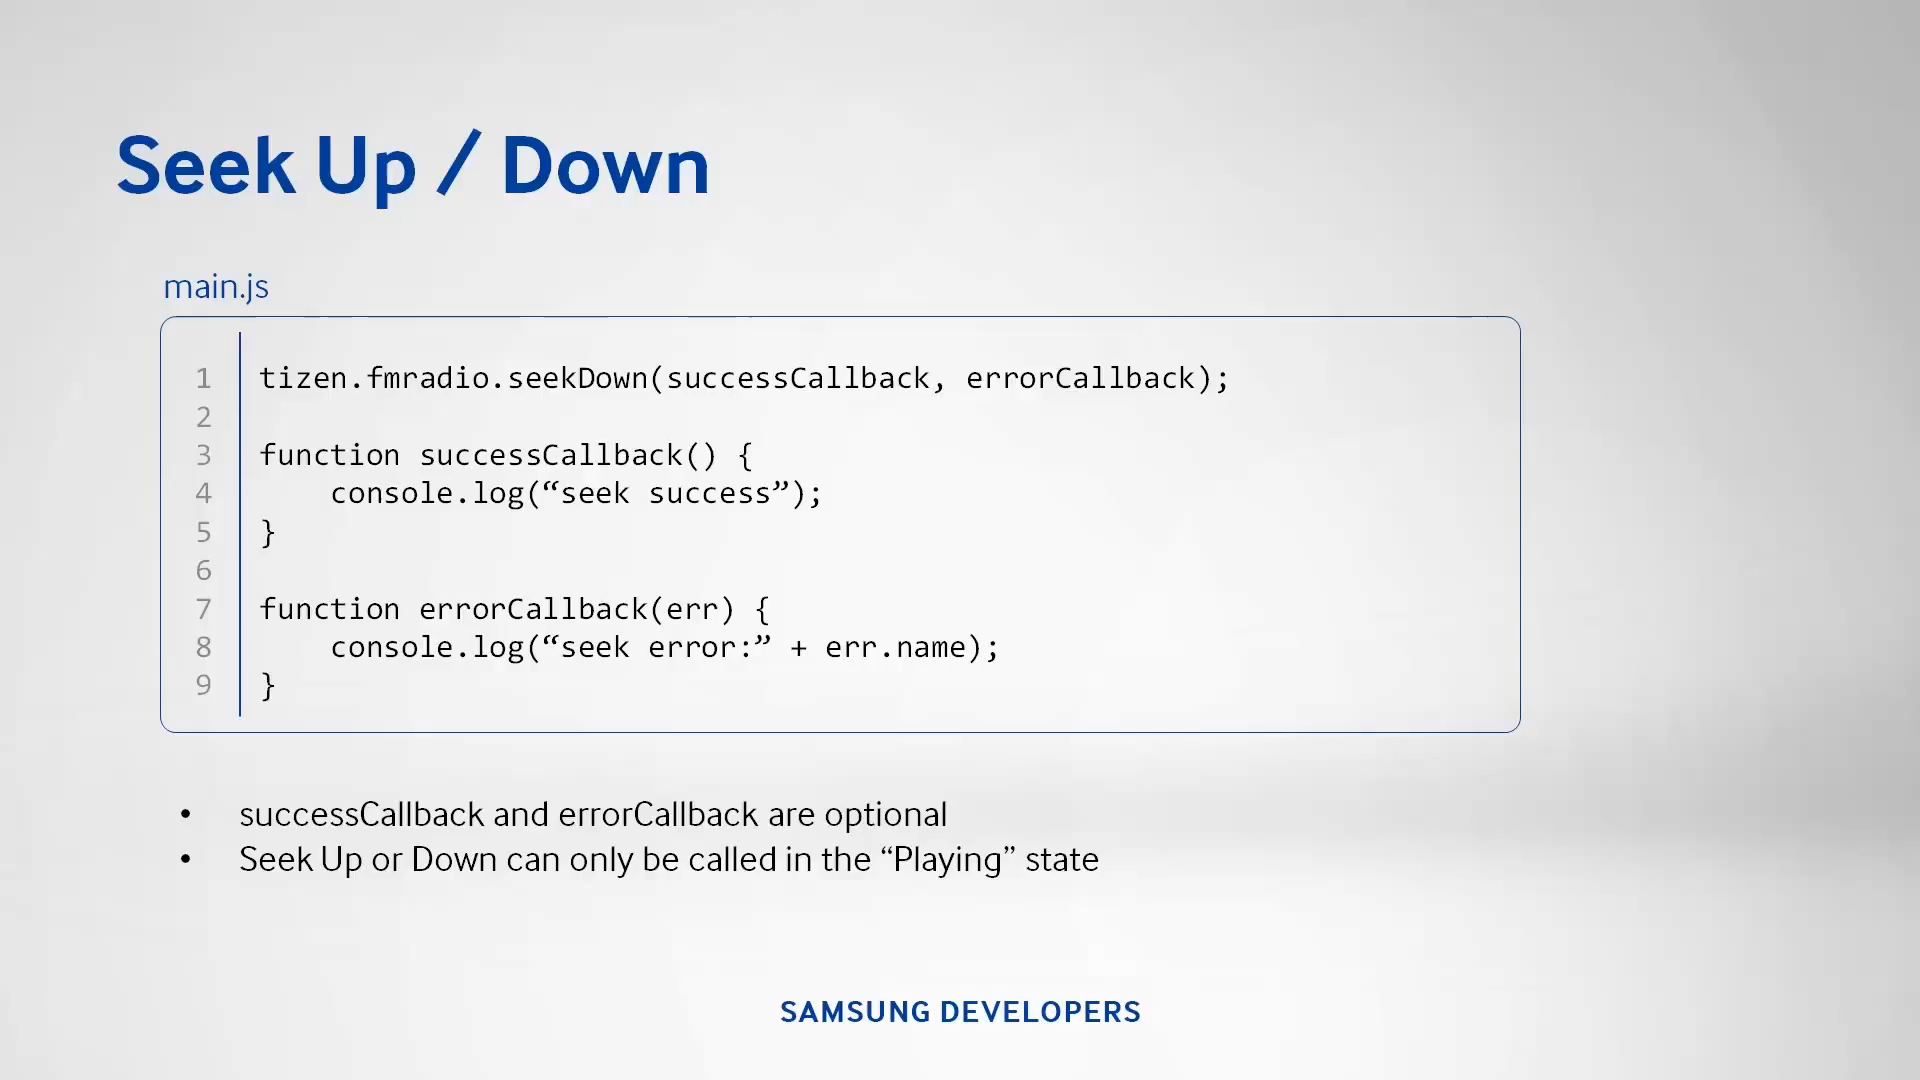 Seek Up / Down
main.js
1 tizen.fmradio.seekDown(successCallback, errorCallback);
2
3 function successCallback() {
4     console.log(“seek success”);
5 }
6
7 function errorCallback(err) {
8     console.log(“seek error:” + err.name);
9 }
• successCallback and errorCallback are optional
• Seek Up or Down can only be called in the “Playing” state
SAMSUNG DEVELOPERS